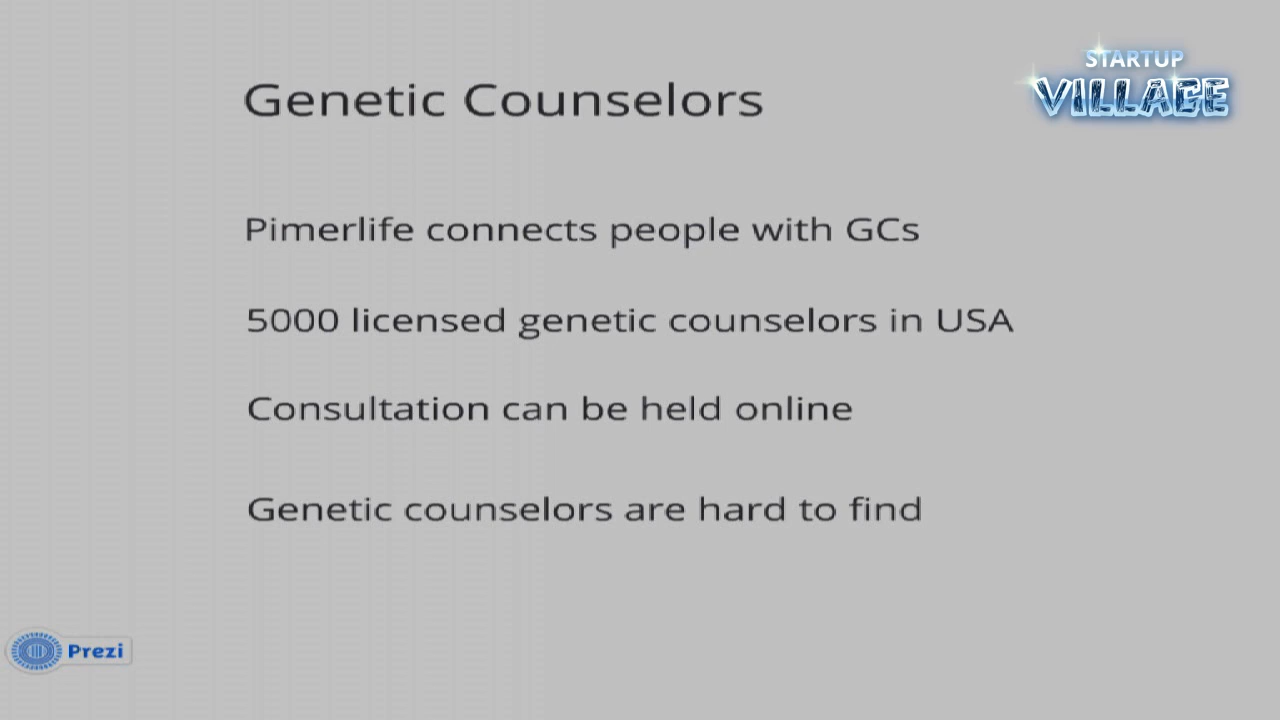 STARTUP
VILLAGE
Genetic Counselors
Pimerlife connects people with GCs
5000 licensed genetic counselors in USA
Consultation can be held online
Genetic counselors are hard to find
Prezi